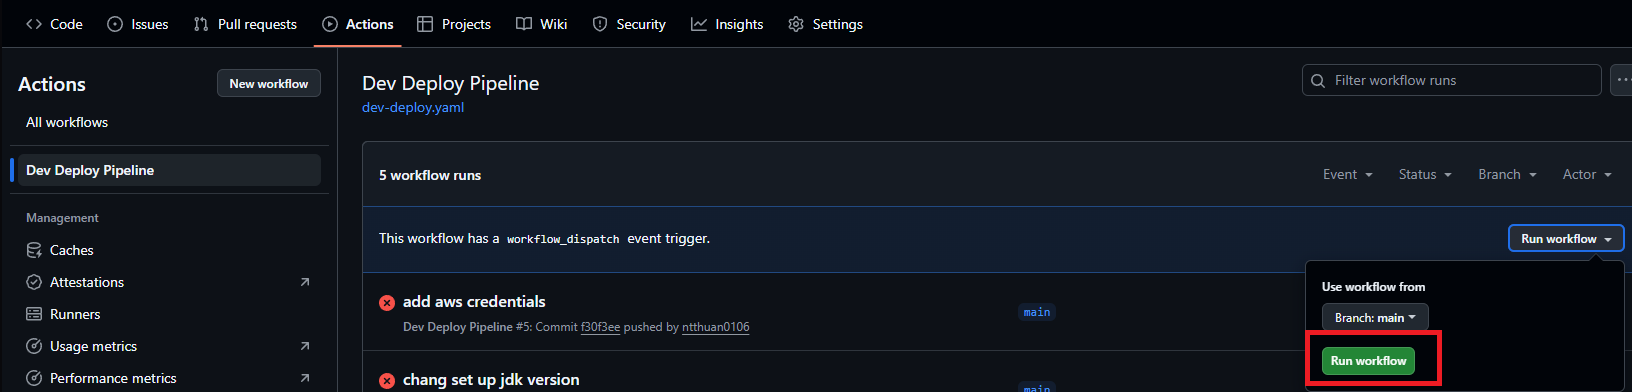 Code Issues Pull requests Actions Projects Wiki Security Insights Settings
Actions
New workflow
All workflows
Dev Deploy Pipeline
Management
Caches
Attestations
Runners
Usage metrics
Performance metrics
Dev Deploy Pipeline
dev-deploy.yaml
Filter workflow runs
5 workflow runs
Event Status Branch Actor
This workflow has a workflow_dispatch event trigger.
Run workflow
Use workflow from
Branch: main
Run workflow
add aws credentials
Dev Deploy Pipeline #5: Commit f30f3ee pushed by ntthuan0106
main
chang set up jdk version
main